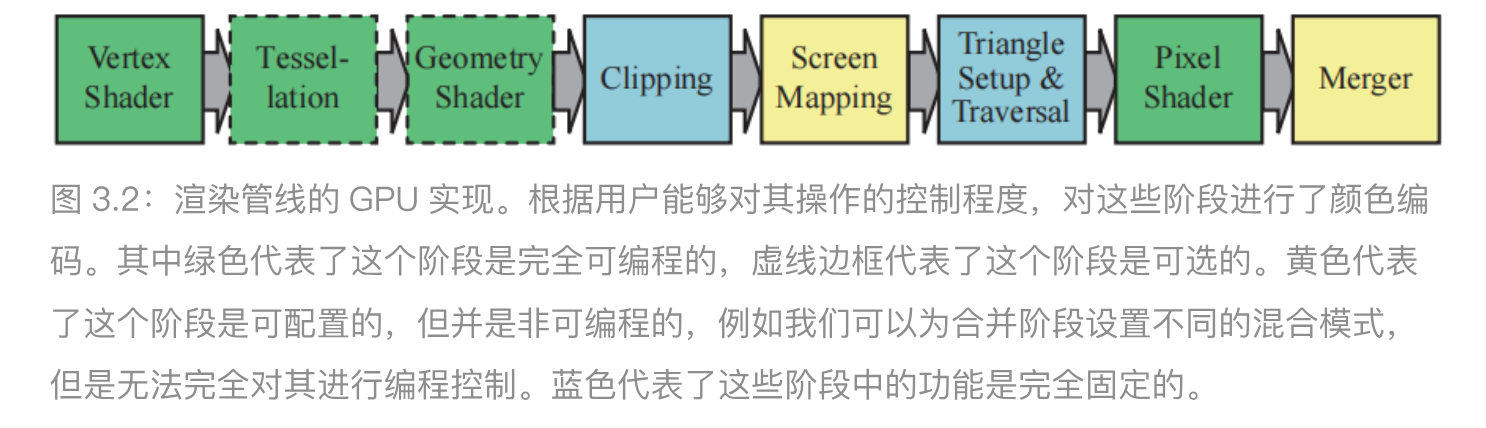 Vertex
Shader
Tessel-
lation
Geometry
Shader
Clipping
Screen
Mapping
Triangle
Setup &
Traversal
Pixel
Shader
Merger
图 3.2：渲染管线的 GPU 实现。根据用户能够对其操作的控制程度，对这些阶段进行了颜色编
码。其中绿色代表了这个阶段是完全可编程的，虚线边框代表了这个阶段是可选的。黄色代表
了这个阶段是可配置的，但并是非可编程的，例如我们可以为合并阶段设置不同的混合模式，
但是无法完全对其进行编程控制。蓝色代表了这些阶段中的功能是完全固定的。